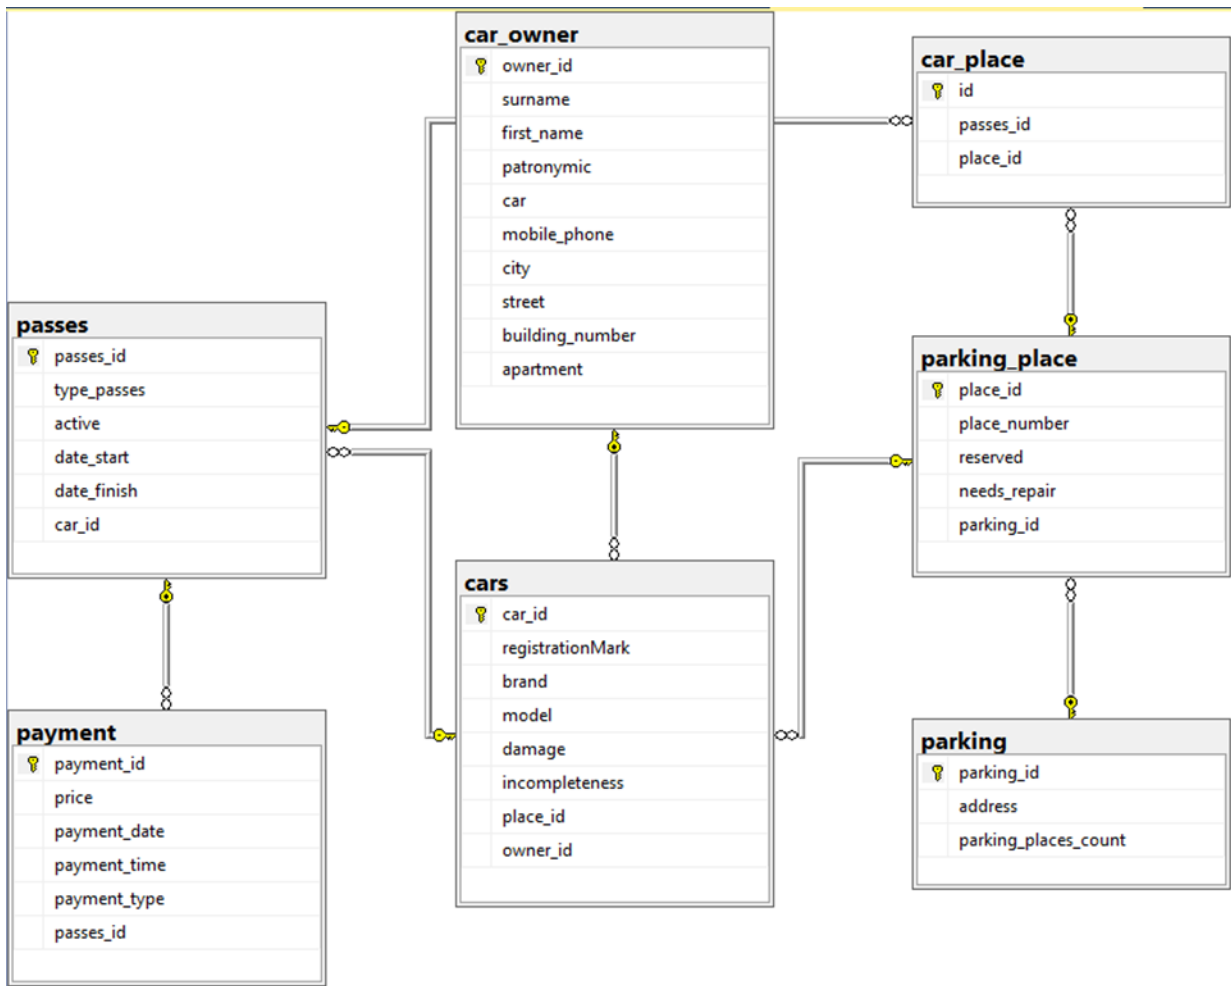 car_owner
owner_id
surname
first_name
patronymic
car
mobile_phone
city
street
building_number
apartment
car_place
id
passes_id
place_id
passes
passes_id
type_passes
active
date_start
date_finish
car_id
parking_place
place_id
place_number
reserved
needs_repair
parking_id
cars
car_id
registrationMark
brand
model
damage
incompleteness
place_id
owner_id
payment
payment_id
price
payment_date
payment_time
payment_type
passes_id
parking
parking_id
address
parking_places_count